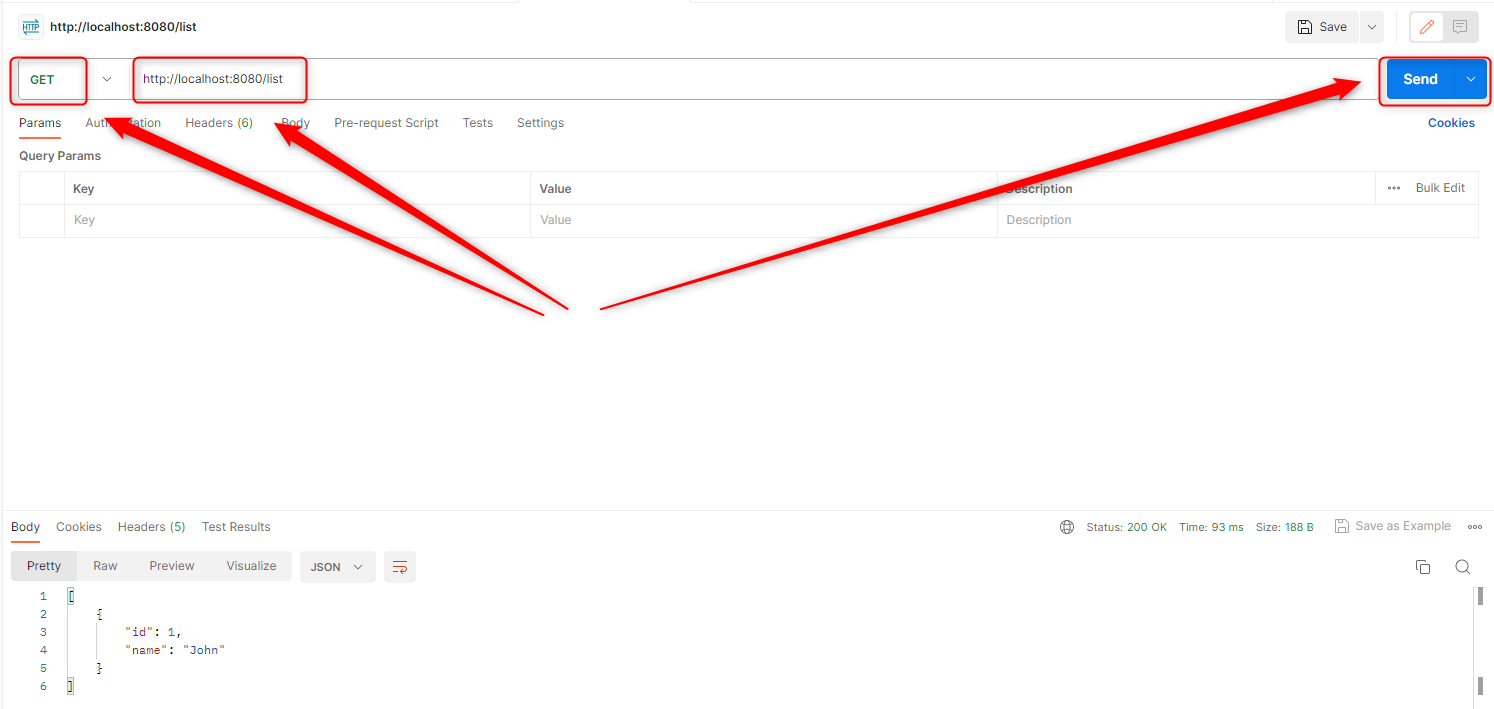 HTTP http://localhost:8080/list Save
GET http://localhost:8080/list Send
Params Authorization Headers (6) Body Pre-request Script Tests Settings Cookies
Query Params
Key Value Description Bulk Edit
Key Value Description
Body Cookies Headers (5) Test Results Status: 200 OK Time: 93 ms Size: 188 B Save as Example
Pretty Raw Preview Visualize JSON
1 [
2 {
3 "id": 1,
4 "name": "John"
5 }
6 ]